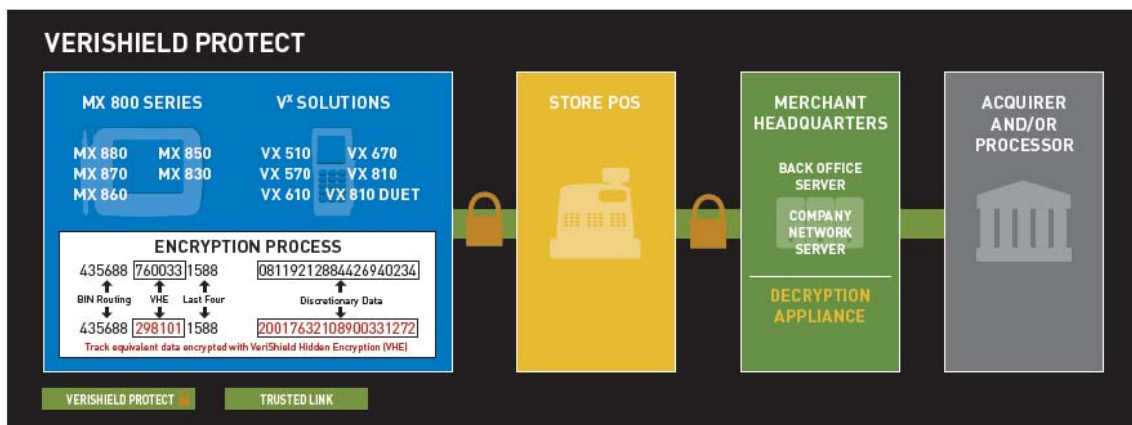 VERISHIELD PROTECT
MX 800 SERIES
MX 880 MX 850
MX 870 MX 830
MX 860
Vˣ SOLUTIONS
VX 510 VX 670
VX 570 VX 810
VX 610 VX 810 DUET
ENCRYPTION PROCESS
435688 760033 1588 08119212884426940234
BIN Routing VHE Last Four Discretionary Data
435688 298101 1588 20017632108900331272
Track equivalent data encrypted with VeriShield Hidden Encryption (VHE)
STORE POS
MERCHANT
HEADQUARTERS
BACK OFFICE
SERVER
COMPANY
NETWORK
SERVER
DECRYPTION
APPLIANCE
ACQUIRER
AND/OR
PROCESSOR
VERISHIELD PROTECT
TRUSTED LINK